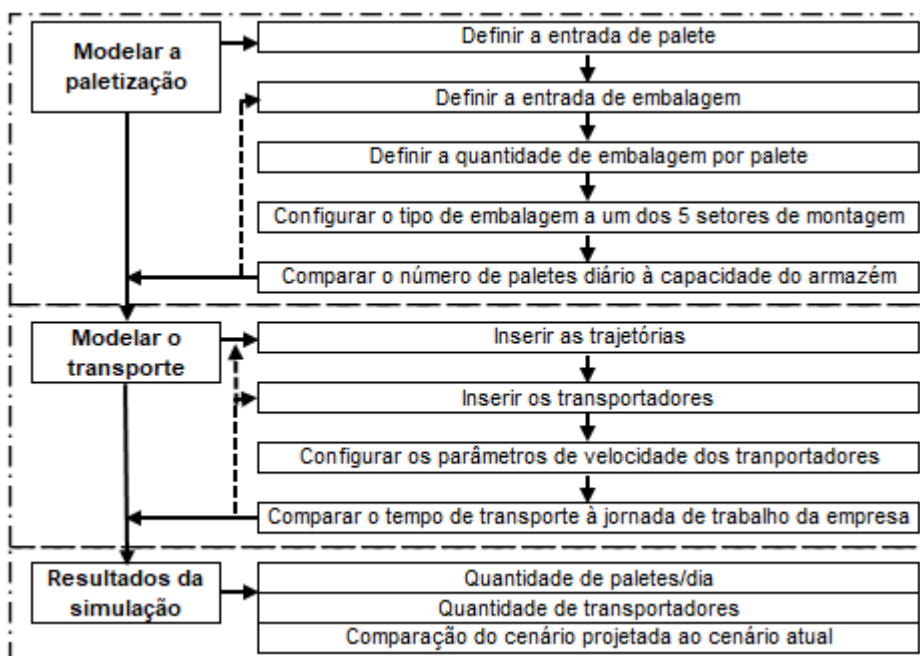 Modelar a
paletização
Definir a entrada de palete
Definir a entrada de embalagem
Definir a quantidade de embalagem por palete
Configurar o tipo de embalagem a um dos 5 setores de montagem
Comparar o número de paletes diário à capacidade do armazém
Modelar o
transporte
Inserir as trajetórias
Inserir os transportadores
Configurar os parâmetros de velocidade dos tranportadores
Comparar o tempo de transporte à jornada de trabalho da empresa
Resultados da
simulação
Quantidade de paletes/dia
Quantidade de transportadores
Comparação do cenário projetada ao cenário atual